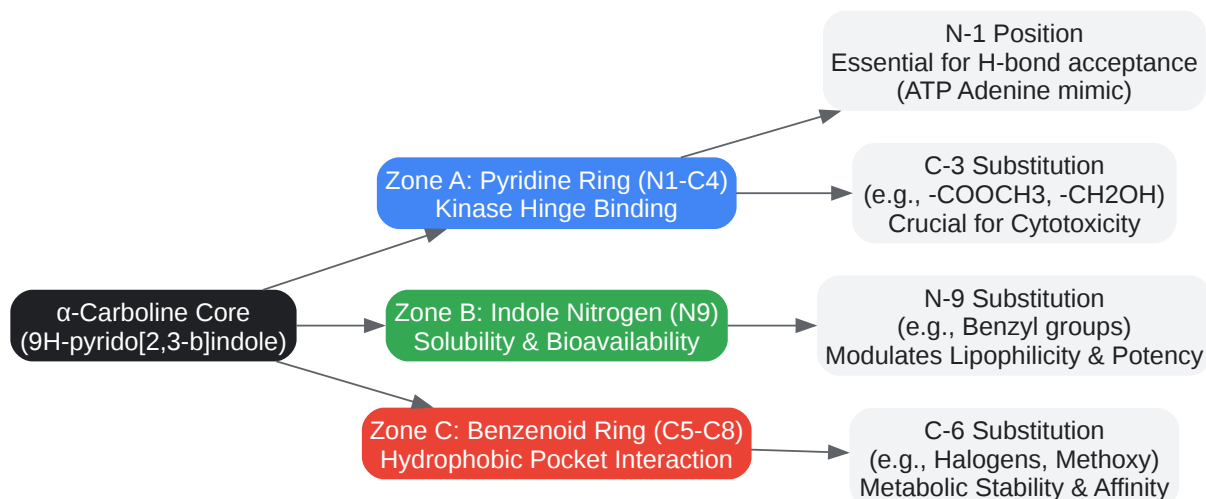 α-Carboline Core
(9H-pyrido[2,3-b]indole)
Zone A: Pyridine Ring (N1-C4)
Kinase Hinge Binding
N-1 Position
Essential for H-bond acceptance
(ATP Adenine mimic)
C-3 Substitution
(e.g., -COOCH3, -CH2OH)
Crucial for Cytotoxicity
Zone B: Indole Nitrogen (N9)
Solubility & Bioavailability
N-9 Substitution
(e.g., Benzyl groups)
Modulates Lipophilicity & Potency
Zone C: Benzenoid Ring (C5-C8)
Hydrophobic Pocket Interaction
C-6 Substitution
(e.g., Halogens, Methoxy)
Metabolic Stability & Affinity